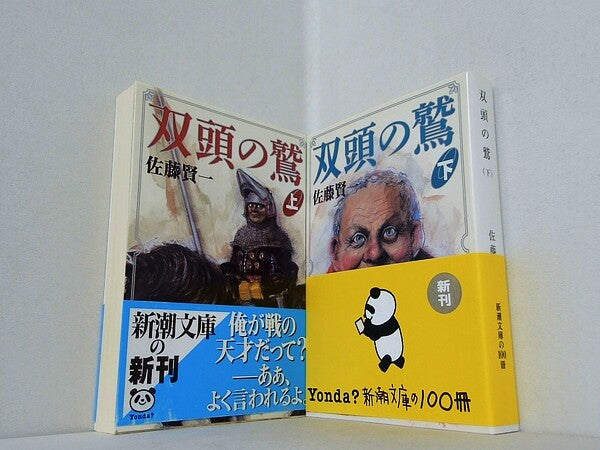 双頭の鷲
上
佐藤賢一
新潮文庫
の
新刊
Yonda?
俺が戦の
天才だって?
──ああ、
よく言われるよ。
双頭の鷲
下
佐藤賢一
新刊
Yonda? 新潮文庫の100冊
双頭の鷲(下)
佐藤
新潮文庫の100冊